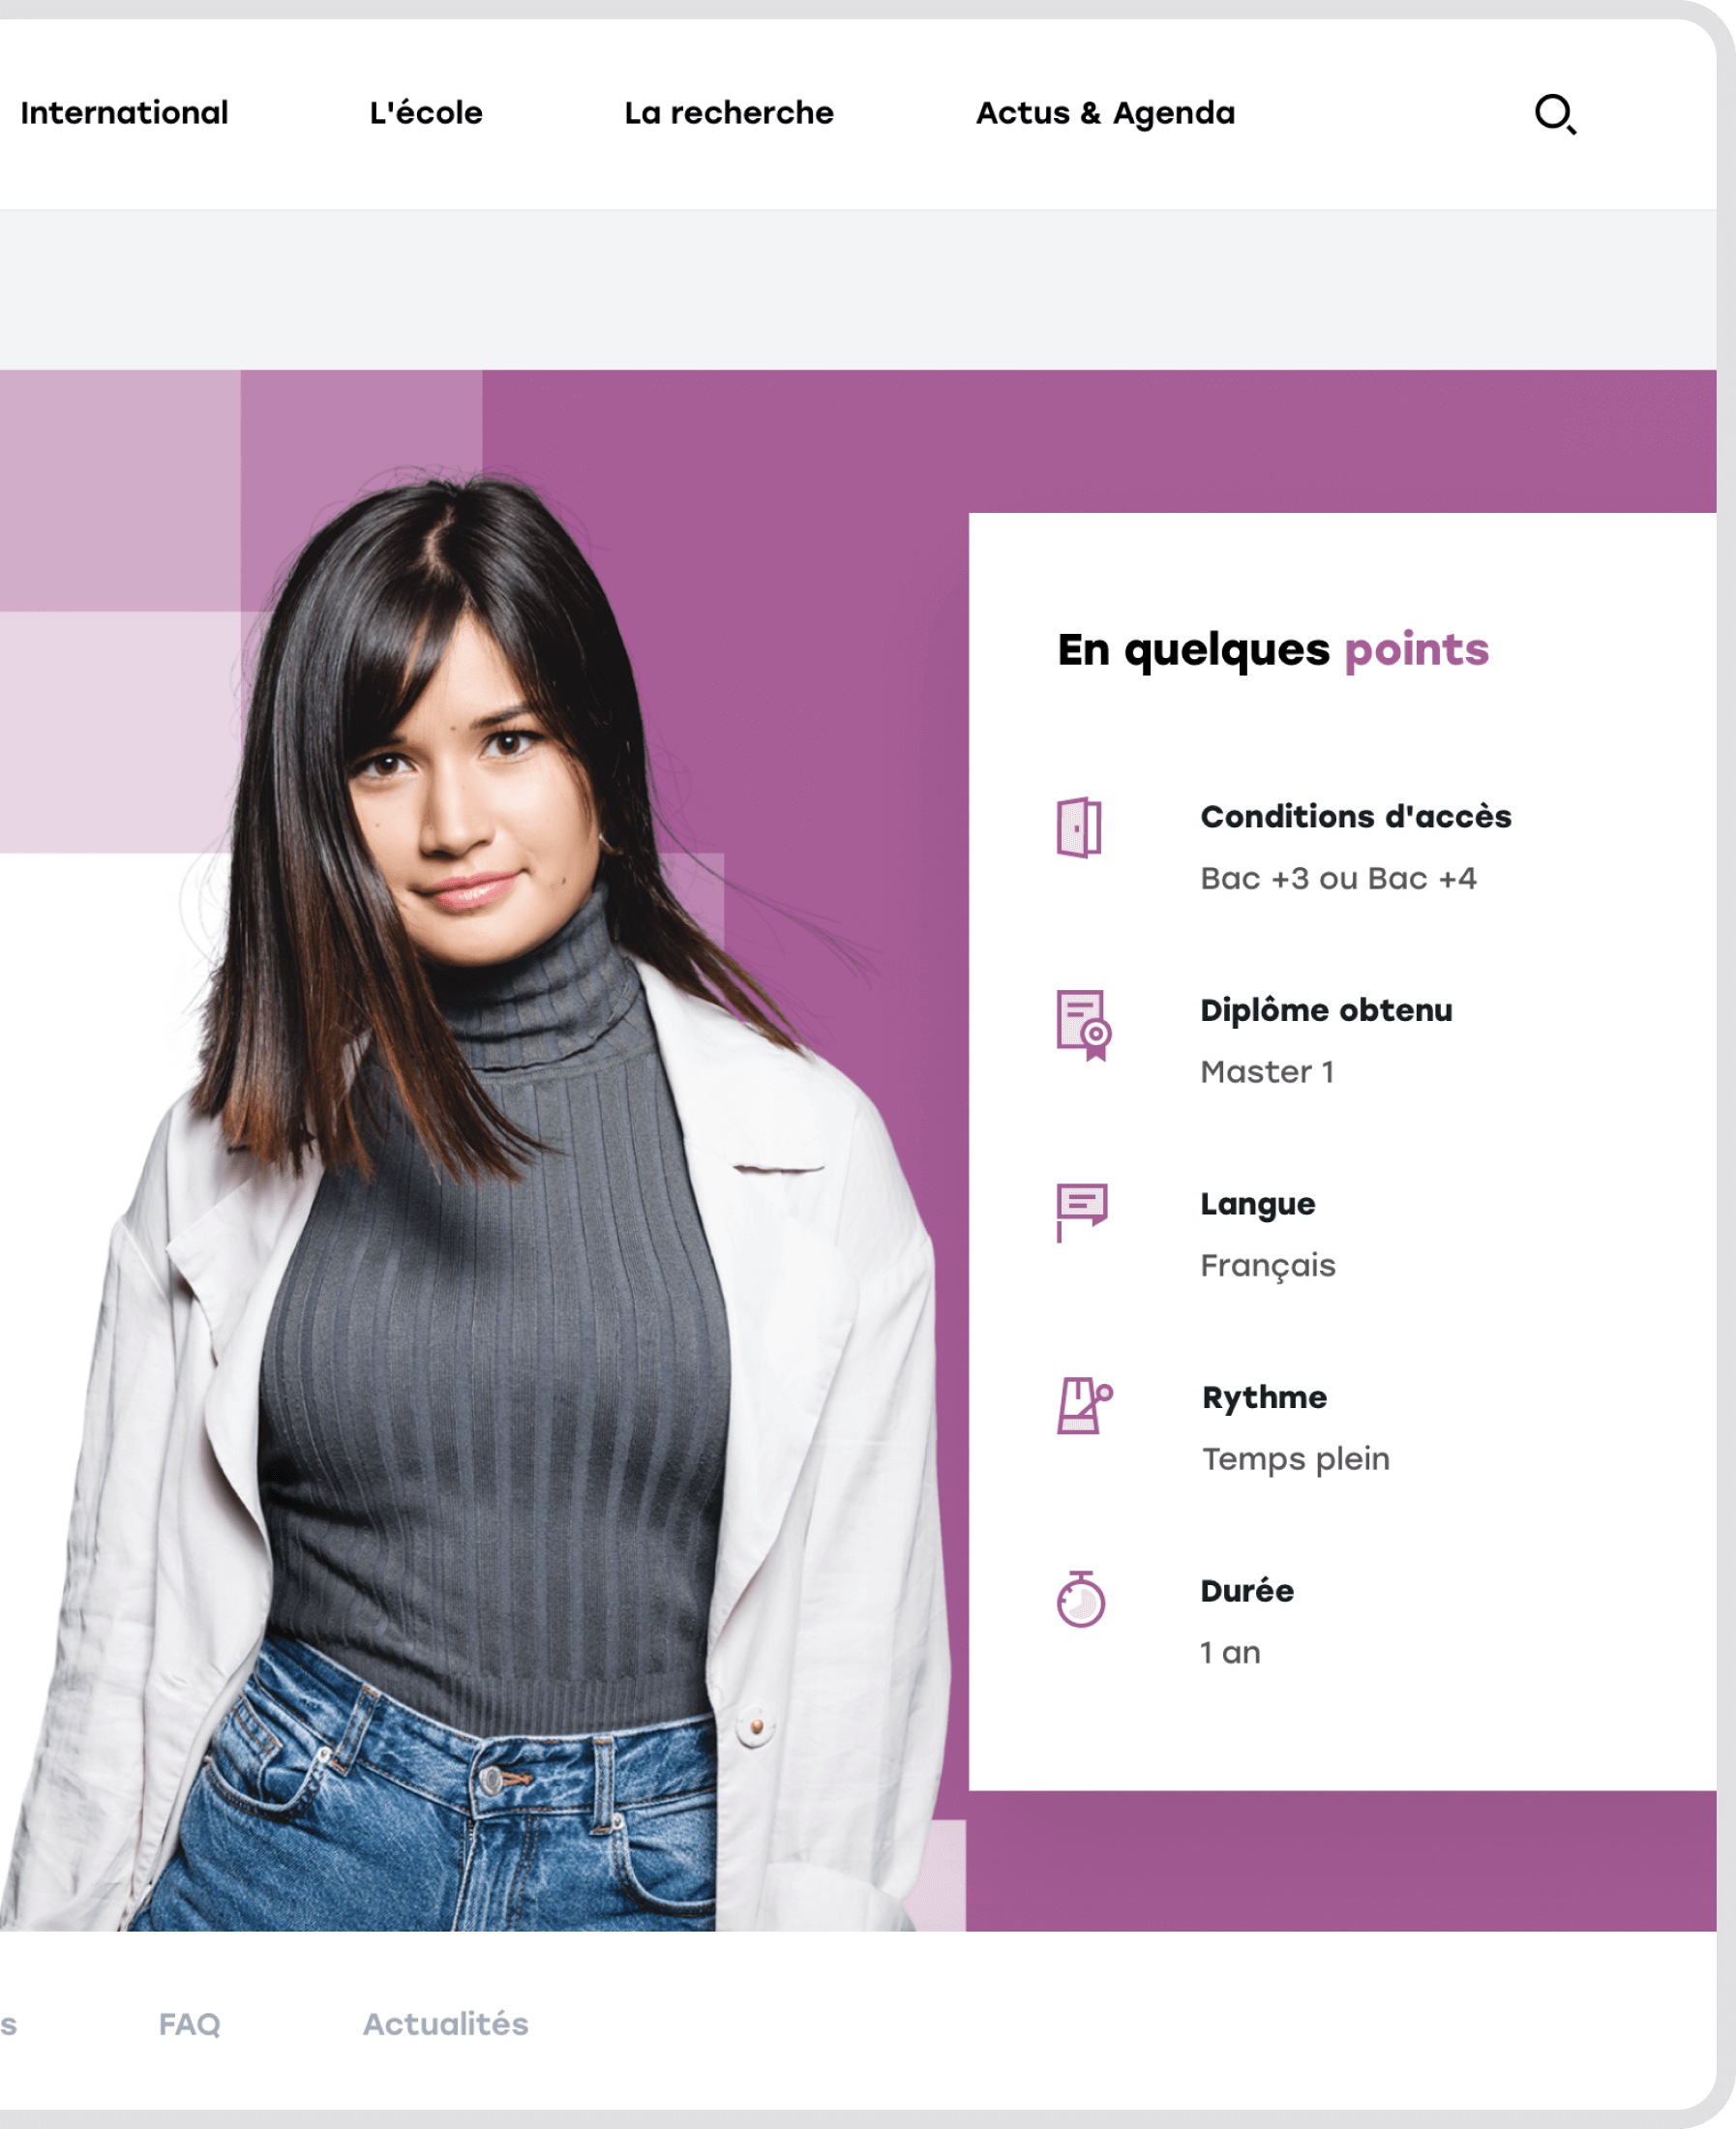 International L'école La recherche Actus & Agenda
En quelques points
Conditions d'accès
Bac +3 ou Bac +4
Diplôme obtenu
Master 1
Langue
Français
Rythme
Temps plein
Durée
1 an
s FAQ Actualités